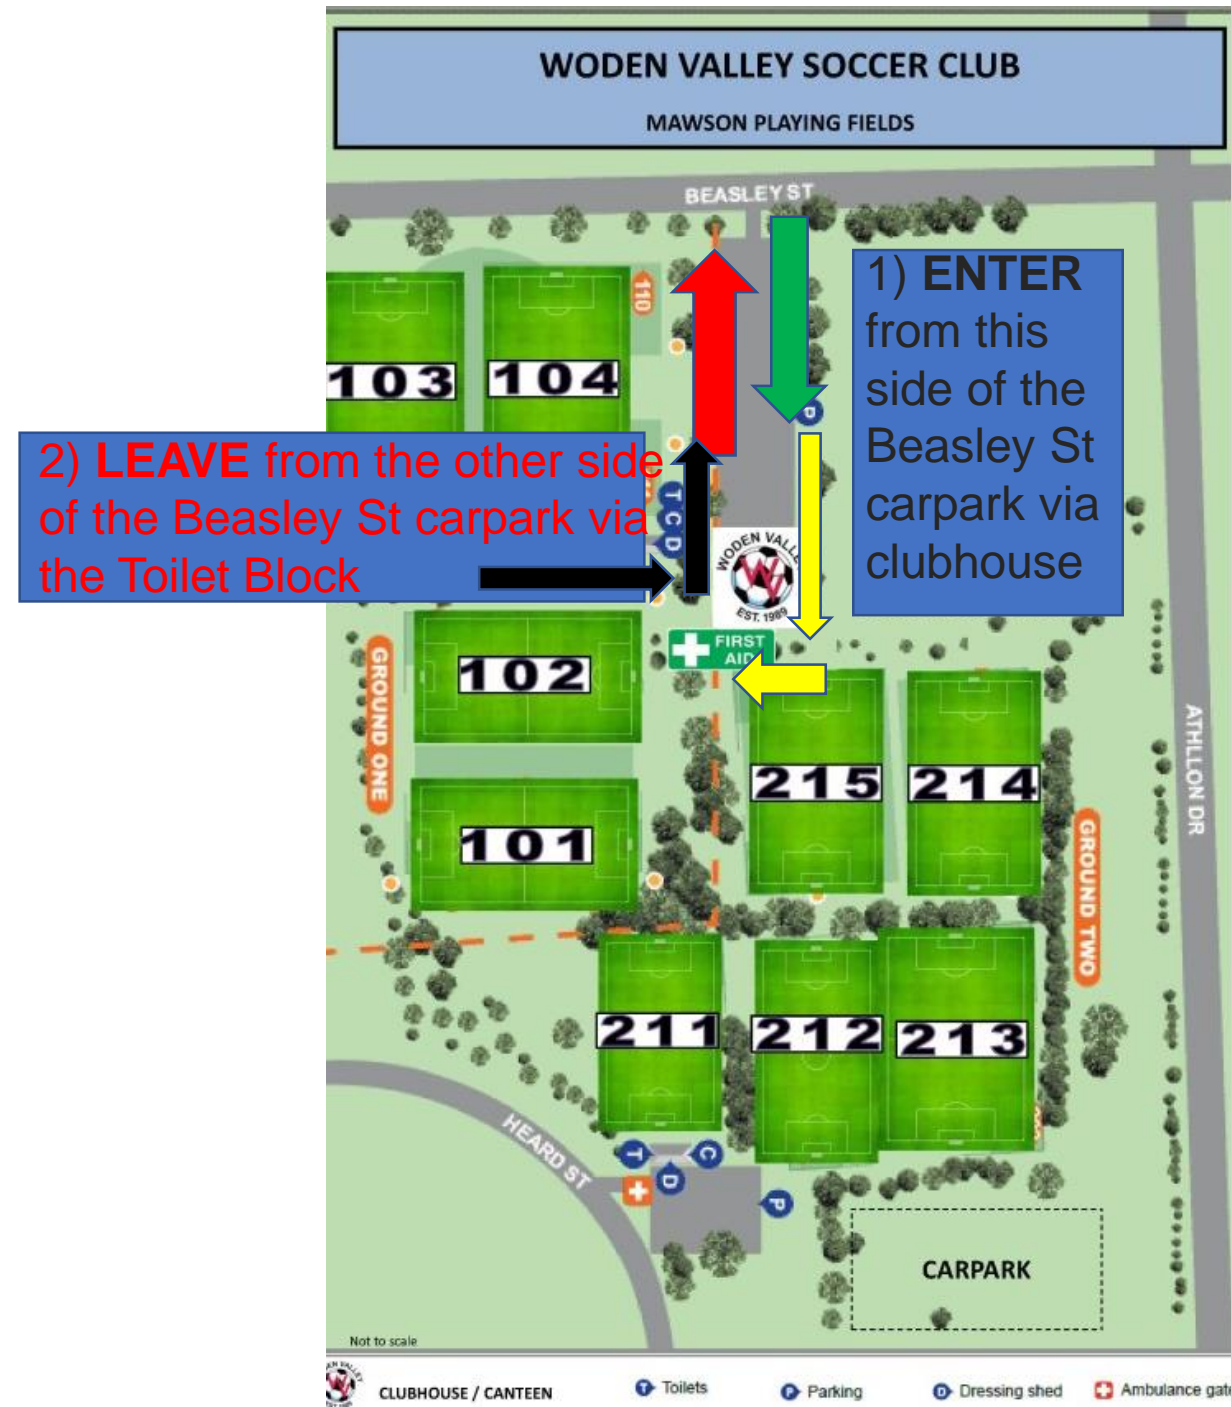 WODEN VALLEY SOCCER CLUB
MAWSON PLAYING FIELDS
BEASLEY ST
1) ENTER
from this
side of the
Beasley St
carpark via
clubhouse
110
103
104
P
2) LEAVE from the other side
of the Beasley St carpark via
the Toilet Block
T
C
D
WODEN VALLEY
EST. 1989
FIRST
AID
GROUND ONE
102
101
215
214
ATHLLON DR
GROUND TWO
211
212
213
HEARD ST
T
C
D
P
CARPARK
Not to scale
CLUBHOUSE / CANTEEN
T Toilets
P Parking
D Dressing shed
Ambulance gate